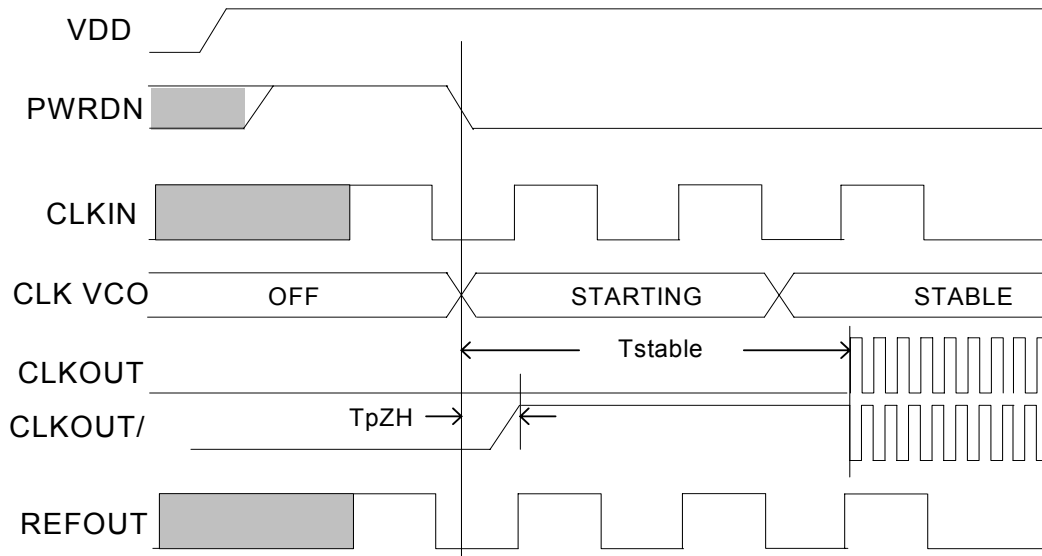 VDD
PWRDN
CLKIN
CLK VCO OFF STARTING STABLE
Tstable
CLKOUT
TpZH
CLKOUT/
REFOUT